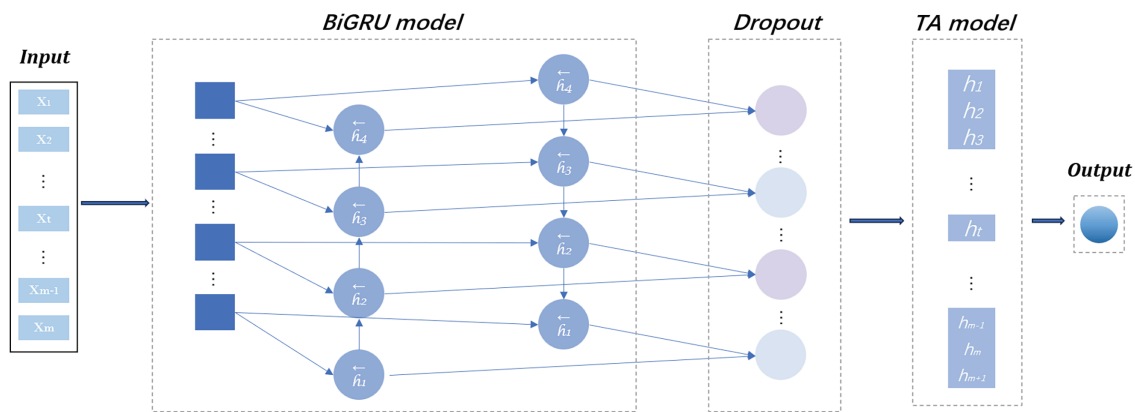 Input
X1
X2
⋮
Xt
⋮
Xm-1
Xm
BiGRU model
⋮
⋮
⋮
←h4
←h3
←h2
←h1
←h4
←h3
←h2
←h1
Dropout
⋮
⋮
⋮
TA model
h1
h2
h3
⋮
ht
⋮
hm-1
hm
hm+1
Output